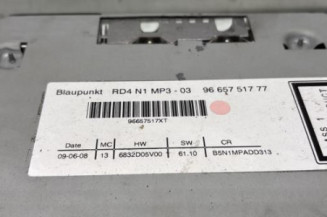 Blaupunkt RD4 N1 MP3 - 03 96 657 517 77
96657517XT
Date MC HW SW CR
09-06-08 13 6832D05V00 61.10 BSN1MPADD313